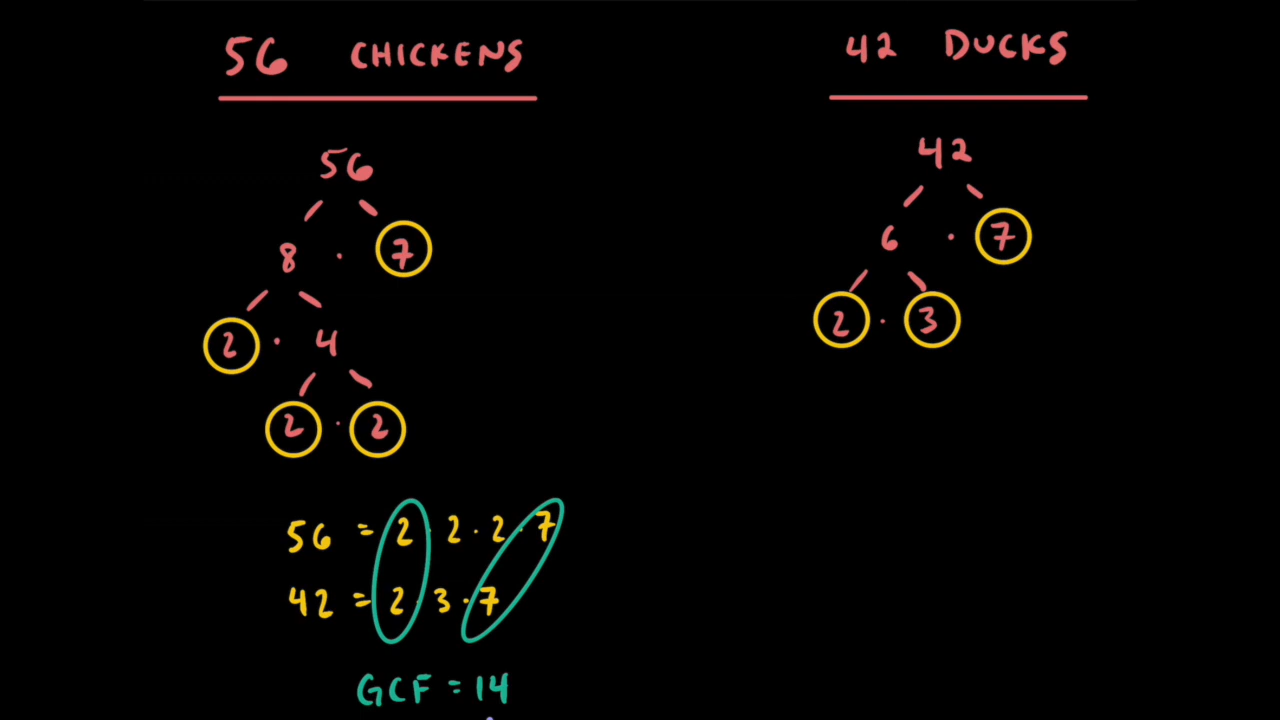 56 CHICKENS
56
8 · 7
2 · 4
2 · 2
42 DUCKS
42
6 · 7
2 · 3
56 = 2 · 2 · 2 · 7
42 = 2 · 3 · 7
GCF = 14